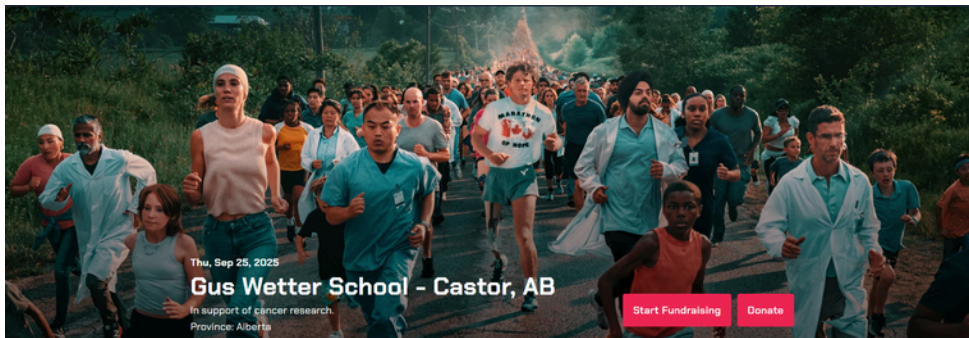 MARATHON
OF HOPE
Thu, Sep 25, 2025
Gus Wetter School - Castor, AB
In support of cancer research.
Province: Alberta
Start Fundraising
Donate